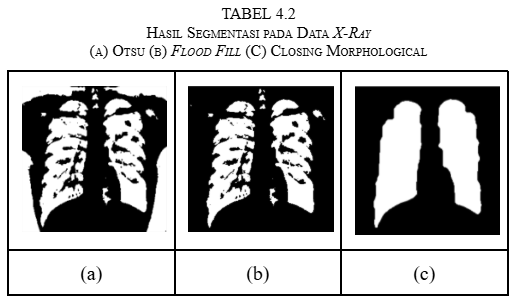 TABEL 4.2
HASIL SEGMENTASI PADA DATA X-RAY
(A) OTSU (B) FLOOD FILL (C) CLOSING MORPHOLOGICAL
(a) (b) (c)